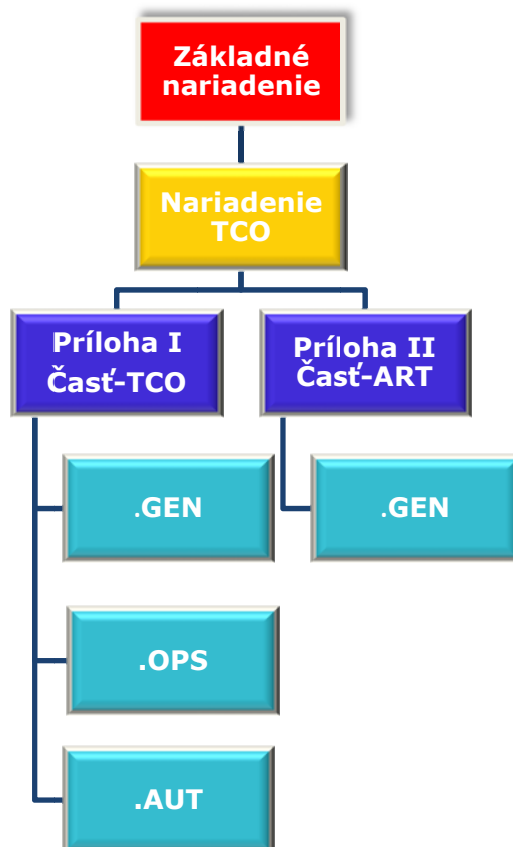 Základné
nariadenie
Nariadenie
TCO
Príloha I
Časť-TCO
Príloha II
Časť-ART
.GEN
.GEN
.OPS
.AUT